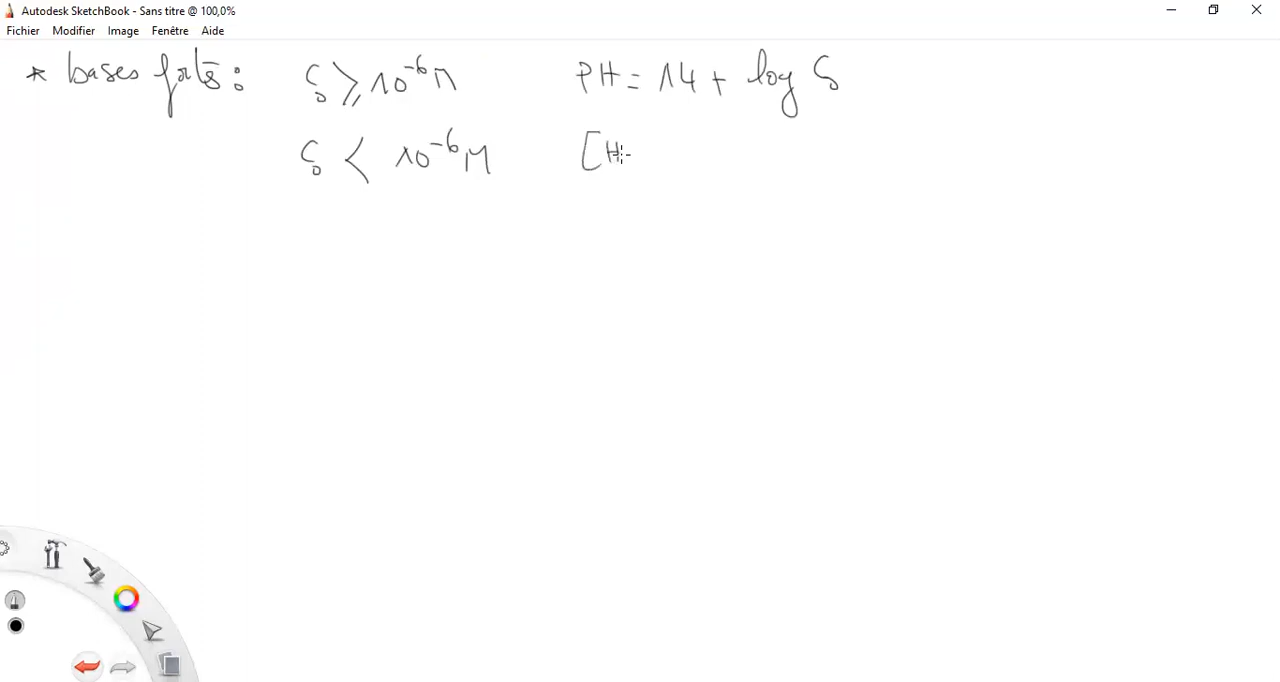 Autodesk SketchBook - Sans titre @ 100,0%
Fichier Modifier Image Fenêtre Aide
* bases fortes : C₀ ≥ 10⁻⁶ M PH = 14 + log C₀
C₀ < 10⁻⁶ M [H